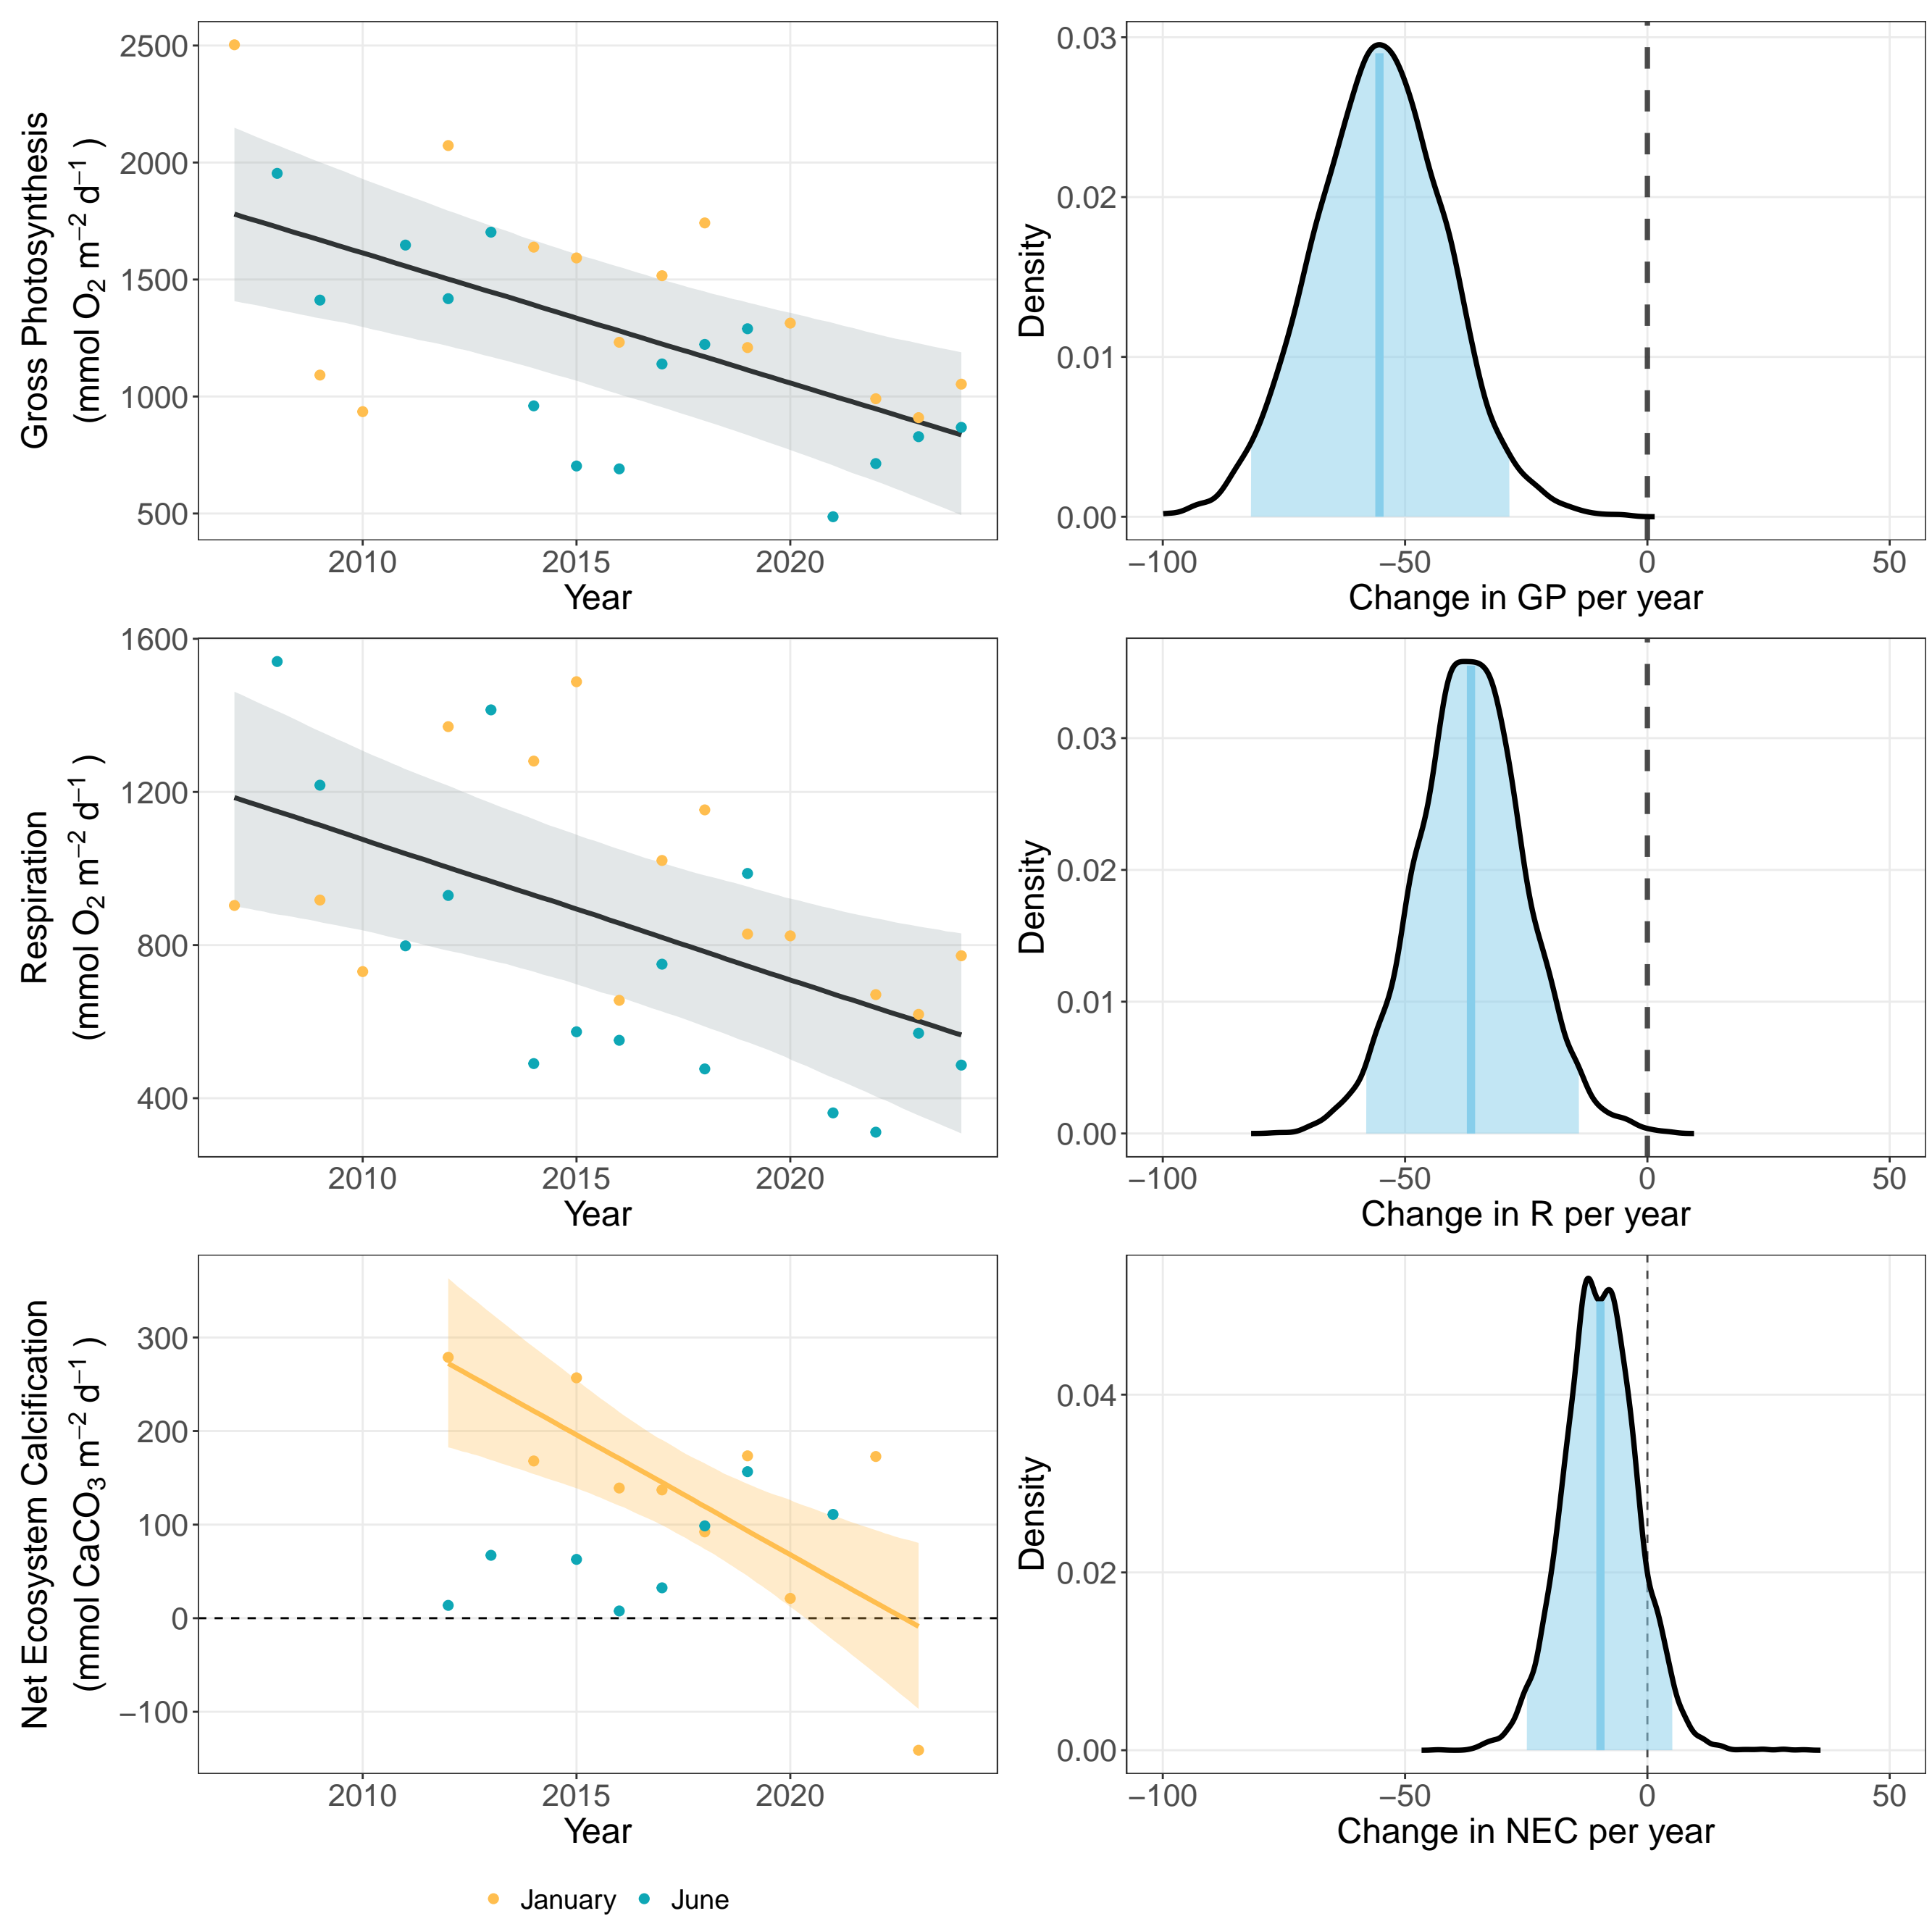 Gross Photosynthesis
(mmol O₂ m⁻² d⁻¹ )
2500
2000
1500
1000
500
2010 2015 2020
Year
Density
0.03
0.02
0.01
0.00
−100 −50 0 50
Change in GP per year
Respiration
(mmol O₂ m⁻² d⁻¹ )
1600
1200
800
400
2010 2015 2020
Year
Density
0.03
0.02
0.01
0.00
−100 −50 0 50
Change in R per year
Net Ecosystem Calcification
(mmol CaCO₃ m⁻² d⁻¹ )
300
200
100
0
−100
2010 2015 2020
Year
Density
0.04
0.02
0.00
−100 −50 0 50
Change in NEC per year
January June